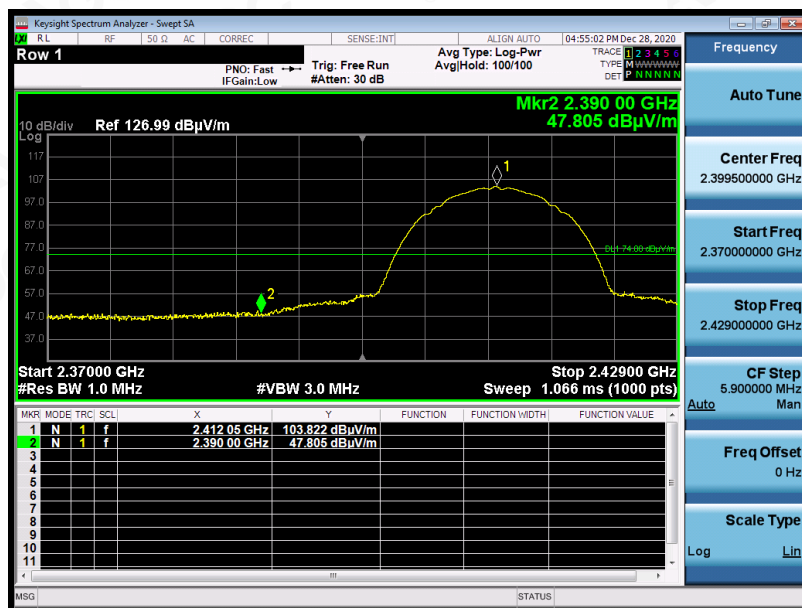 Keysight Spectrum Analyzer - Swept SA
RL RF 50 Ω AC CORREC SENSE:INT ALIGN AUTO 04:55:02 PM Dec 28, 2020
Row 1
PNO: Fast
IFGain:Low
Trig: Free Run
#Atten: 30 dB
Avg Type: Log-Pwr
Avg|Hold: 100/100
TRACE 1 2 3 4 5 6
TYPE M W W W W W
DET P N N N N N
Mkr2 2.390 00 GHz
47.805 dBµV/m
10 dB/div Ref 126.99 dBµV/m
Log
117
107
97.0
87.0
77.0
67.0
57.0
47.0
37.0
1
2
DL1 74.00 dBµV/m
Start 2.37000 GHz Stop 2.42900 GHz
#Res BW 1.0 MHz #VBW 3.0 MHz Sweep 1.066 ms (1000 pts)
MKR MODE TRC SCL X Y FUNCTION FUNCTION WIDTH FUNCTION VALUE
1 N 1 f 2.412 05 GHz 103.822 dBµV/m
2 N 1 f 2.390 00 GHz 47.805 dBµV/m
3
4
5
6
7
8
9
10
11
MSG STATUS
Frequency
Auto Tune
Center Freq
2.399500000 GHz
Start Freq
2.370000000 GHz
Stop Freq
2.429000000 GHz
CF Step
5.900000 MHz
Auto Man
Freq Offset
0 Hz
Scale Type
Log Lin